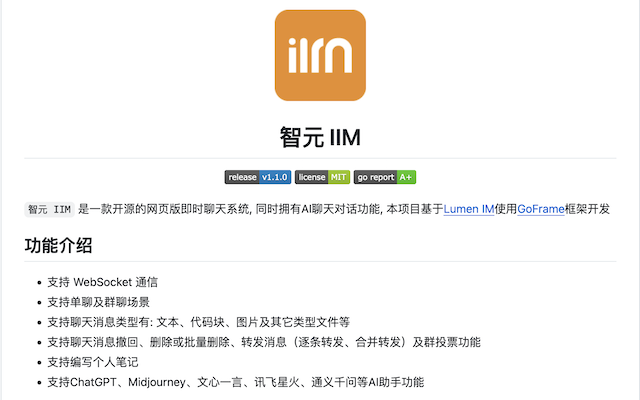 iim
智元 IIM
release v1.1.0 license MIT go report A+
智元 IIM 是一款开源的网页版即时聊天系统, 同时拥有AI聊天对话功能, 本项目基于Lumen IM使用GoFrame框架开发
功能介绍
支持 WebSocket 通信
支持单聊及群聊场景
支持聊天消息类型有: 文本、代码块、图片及其它类型文件等
支持聊天消息撤回、删除或批量删除、转发消息（逐条转发、合并转发）及群投票功能
支持编写个人笔记
支持ChatGPT、Midjourney、文心一言、讯飞星火、通义千问等AI助手功能